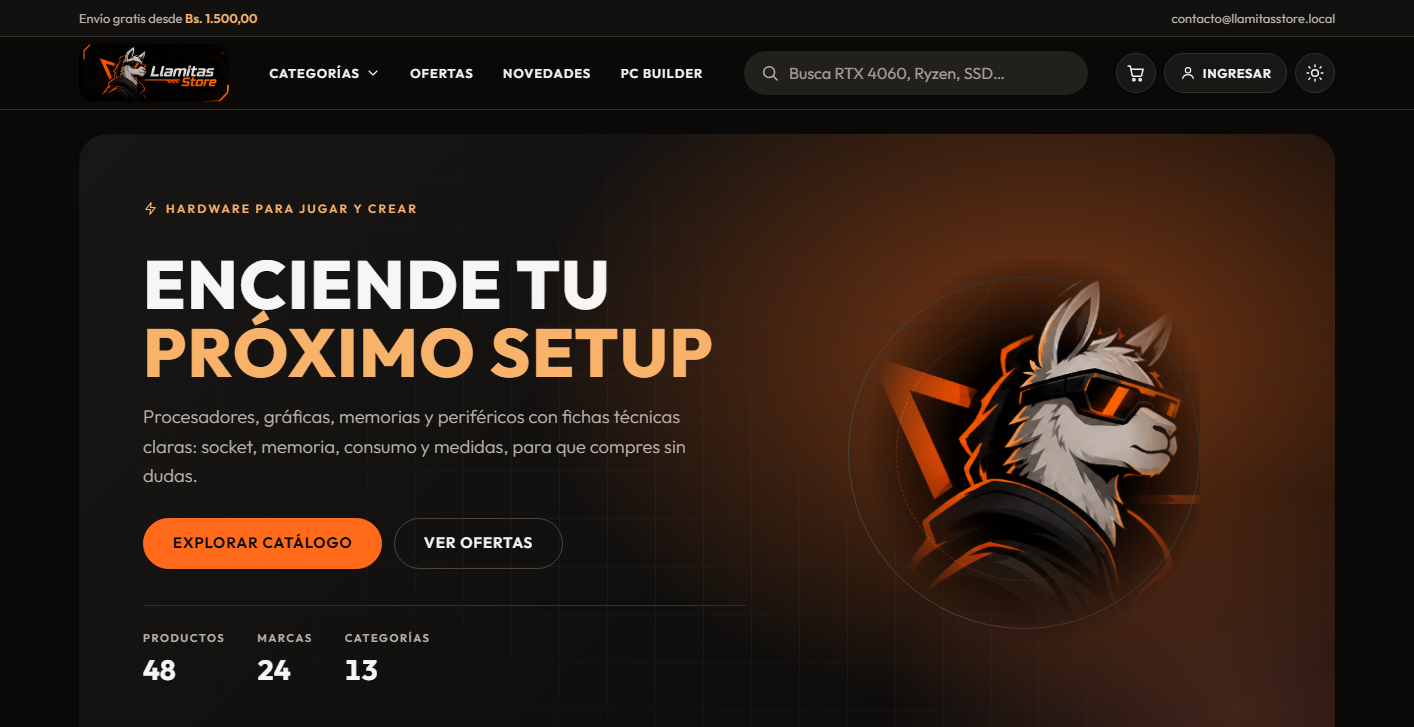 Envío gratis desde Bs. 1.500,00
contacto@llamitasstore.local
Llamitas
Store
CATEGORÍAS
OFERTAS
NOVEDADES
PC BUILDER
Busca RTX 4060, Ryzen, SSD...
INGRESAR
HARDWARE PARA JUGAR Y CREAR
ENCIENDE TU
PRÓXIMO SETUP
Procesadores, gráficas, memorias y periféricos con fichas técnicas
claras: socket, memoria, consumo y medidas, para que compres sin
dudas.
EXPLORAR CATÁLOGO
VER OFERTAS
PRODUCTOS
48
MARCAS
24
CATEGORÍAS
13